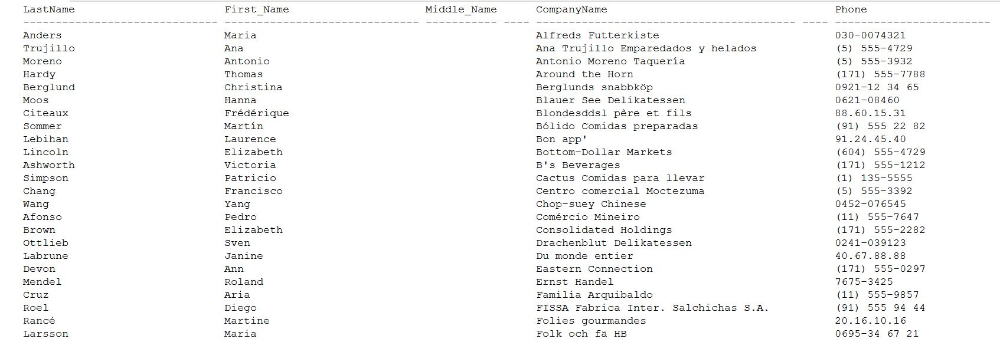 LastName First_Name Middle_Name CompanyName Phone
------------------------------ ------------------------------ ----------- ---- ---------------------------------------- ---- ------------------------
Anders Maria Alfreds Futterkiste 030-0074321
Trujillo Ana Ana Trujillo Emparedados y helados (5) 555-4729
Moreno Antonio Antonio Moreno Taquería (5) 555-3932
Hardy Thomas Around the Horn (171) 555-7788
Berglund Christina Berglunds snabbköp 0921-12 34 65
Moos Hanna Blauer See Delikatessen 0621-08460
Citeaux Frédérique Blondesddsl père et fils 88.60.15.31
Sommer Martín Bólido Comidas preparadas (91) 555 22 82
Lebihan Laurence Bon app' 91.24.45.40
Lincoln Elizabeth Bottom-Dollar Markets (604) 555-4729
Ashworth Victoria B's Beverages (171) 555-1212
Simpson Patricio Cactus Comidas para llevar (1) 135-5555
Chang Francisco Centro comercial Moctezuma (5) 555-3392
Wang Yang Chop-suey Chinese 0452-076545
Afonso Pedro Comércio Mineiro (11) 555-7647
Brown Elizabeth Consolidated Holdings (171) 555-2282
Ottlieb Sven Drachenblut Delikatessen 0241-039123
Labrune Janine Du monde entier 40.67.88.88
Devon Ann Eastern Connection (171) 555-0297
Mendel Roland Ernst Handel 7675-3425
Cruz Aria Familia Arquibaldo (11) 555-9857
Roel Diego FISSA Fabrica Inter. Salchichas S.A. (91) 555 94 44
Rancé Martine Folies gourmandes 20.16.10.16
Larsson Maria Folk och fä HB 0695-34 67 21